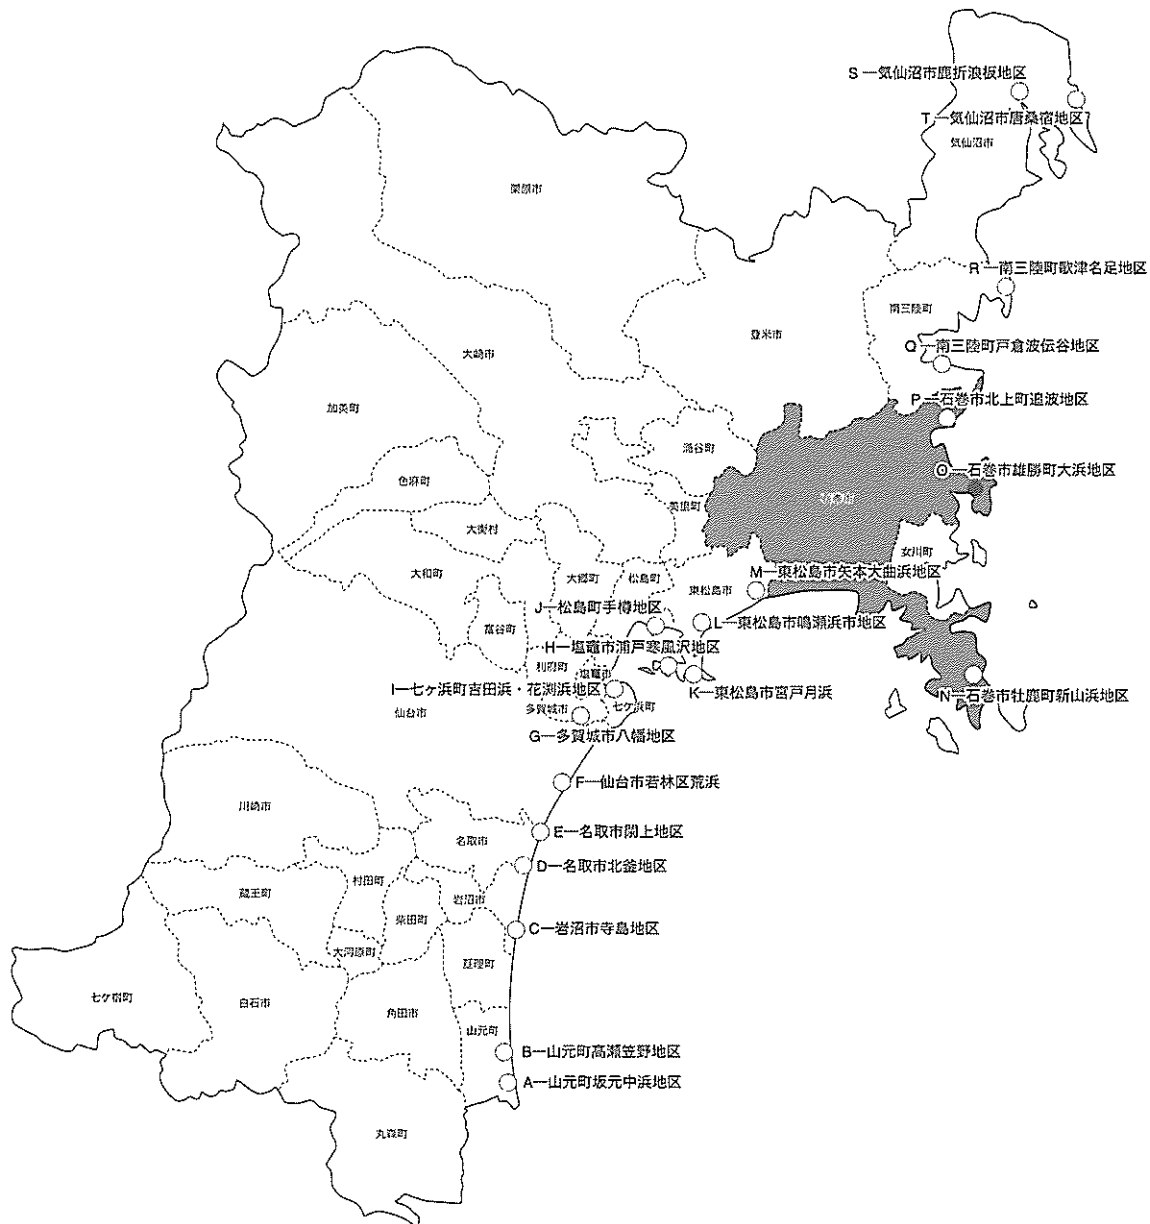 S―気仙沼市鹿折浪板地区
T―気仙沼市唐桑宿地区
気仙沼市
栗原市
R―南三陸町歌津名足地区
南三陸町
登米市
Q―南三陸町戸倉波伝谷地区
大崎市
P―石巻市北上町追波地区
加美町
涌谷町
O―石巻市雄勝町大浜地区
色麻町
美里町
大衡村
女川町
大和町
大郷町
松島町
東松島市
M―東松島市矢本大曲浜地区
J―松島町手樽地区
富谷町
L―東松島市鳴瀬浜市地区
H―塩竈市浦戸寒風沢地区
利府町
塩竈市
I―七ヶ浜町吉田浜・花渕浜地区
K―東松島市宮戸月浜
N―石巻市牡鹿町新山浜地区
仙台市
多賀城市
七ケ浜町
G―多賀城市八幡地区
F―仙台市若林区荒浜
川崎市
名取市
E―名取市閖上地区
D―名取市北釜地区
村田町
蔵王町
岩沼市
柴田町
C―岩沼市寺島地区
大河原町
亘理町
七ケ宿町
白石市
角田市
山元町
B―山元町高瀬笠野地区
A―山元町坂元中浜地区
丸森町